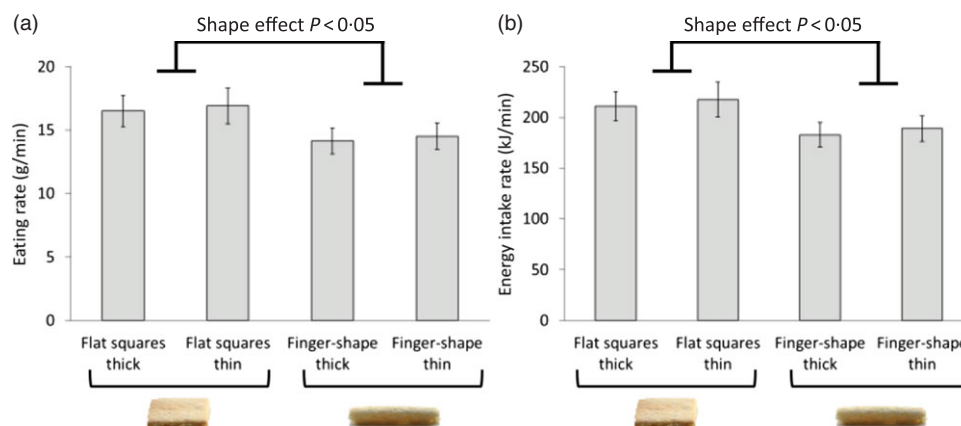 (a)
Shape effect P < 0·05
Eating rate (g/min)
20
15
10
5
0
Flat squares thick
Flat squares thin
Finger-shape thick
Finger-shape thin
(b)
Shape effect P < 0·05
Energy intake rate (kJ/min)
250
200
150
100
50
0
Flat squares thick
Flat squares thin
Finger-shape thick
Finger-shape thin